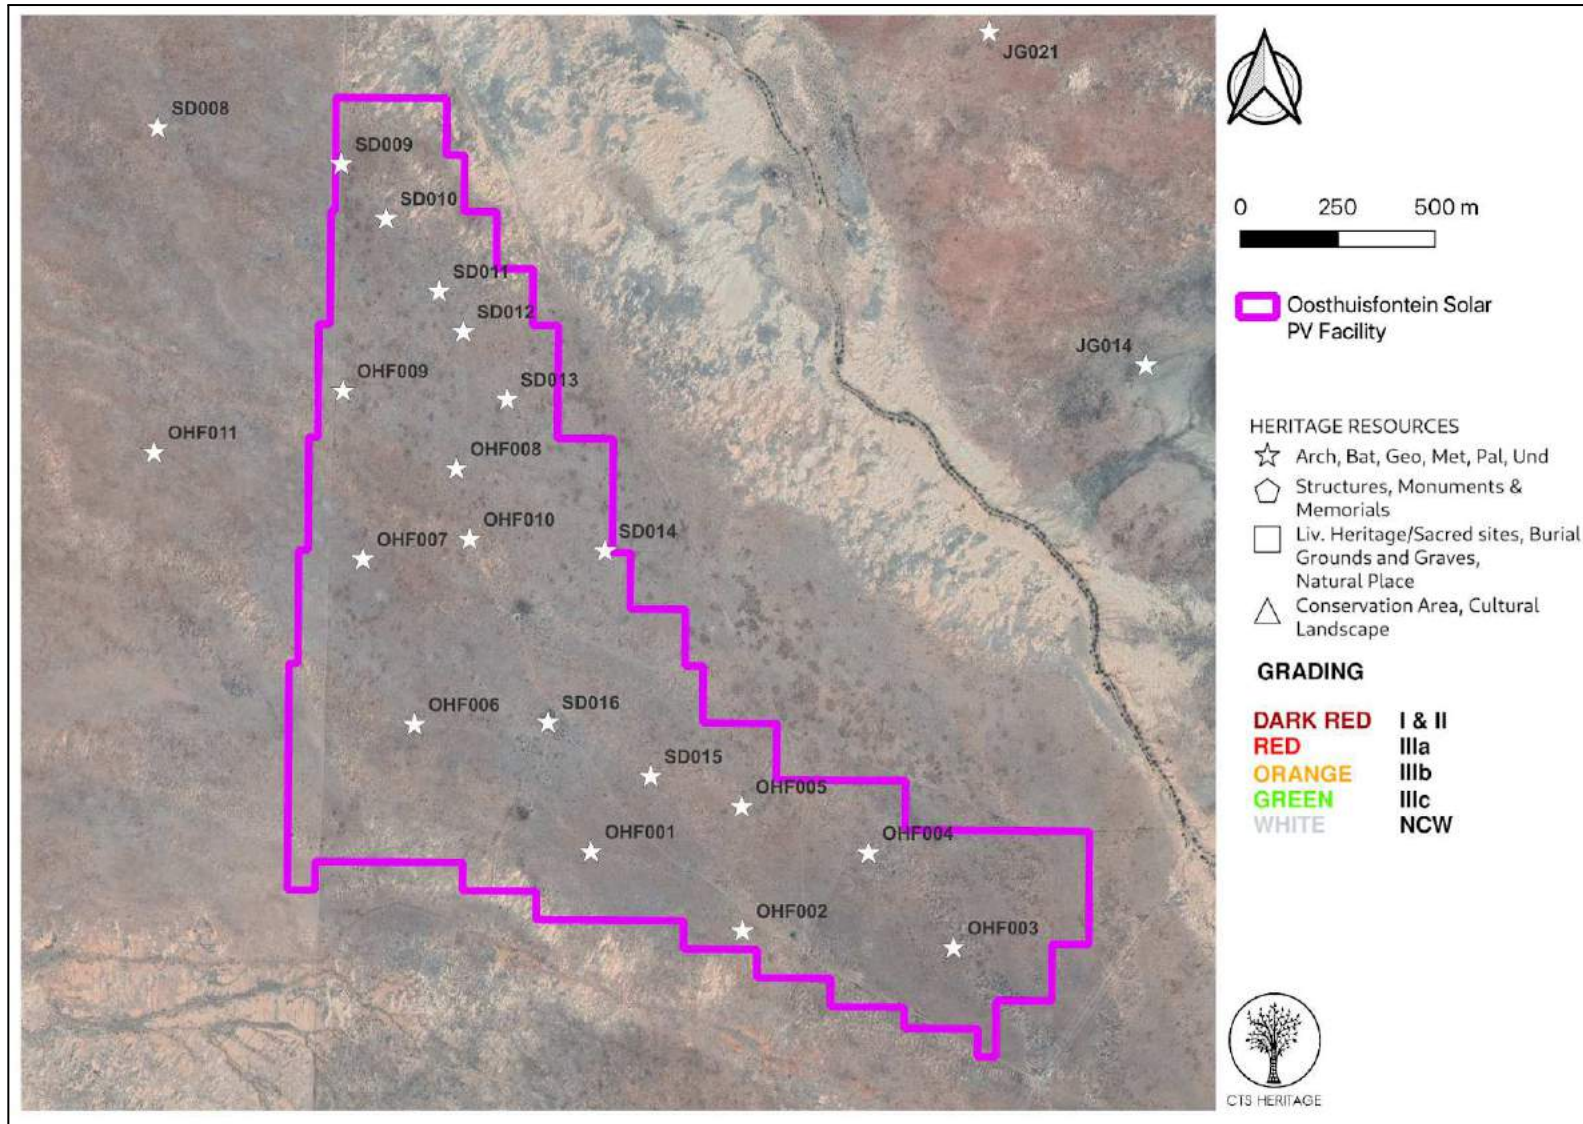 JG021
SD008
SD009
SD010
SD011
SD012
JG014
OHF009
SD013
OHF011
OHF008
OHF010
SD014
OHF007
OHF006
SD016
SD015
OHF005
OHF001
OHF004
OHF002
OHF003
0 250 500 m
Oosthuisfontein Solar
PV Facility
HERITAGE RESOURCES
Arch, Bat, Geo, Met, Pal, Und
Structures, Monuments &
Memorials
Liv. Heritage/Sacred sites, Burial
Grounds and Graves,
Natural Place
Conservation Area, Cultural
Landscape
GRADING
DARK RED I & II
RED IIIa
ORANGE IIIb
GREEN IIIc
WHITE NCW
CTS HERITAGE